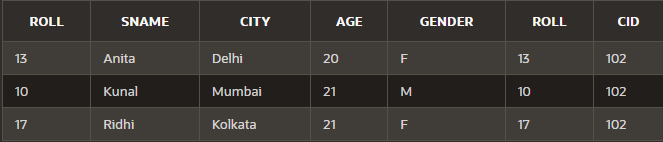 ROLL SNAME CITY AGE GENDER ROLL CID
13 Anita Delhi 20 F 13 102
10 Kunal Mumbai 21 M 10 102
17 Ridhi Kolkata 21 F 17 102